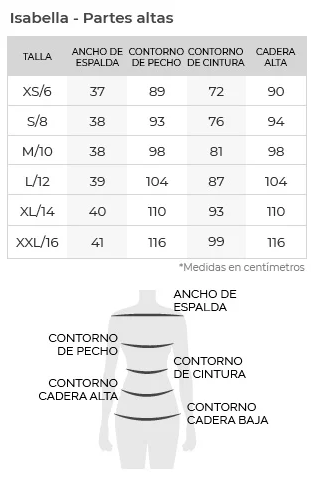 Isabella - Partes altas
TALLA ANCHO DE ESPALDA CONTORNO DE PECHO CONTORNO DE CINTURA CADERA ALTA
XS/6 37 89 72 90
S/8 38 93 76 94
M/10 38 98 81 98
L/12 39 104 87 104
XL/14 40 110 93 110
XXL/16 41 116 99 116
*Medidas en centímetros
ANCHO DE
ESPALDA
CONTORNO
DE PECHO
CONTORNO
DE CINTURA
CONTORNO
CADERA ALTA
CONTORNO
CADERA BAJA